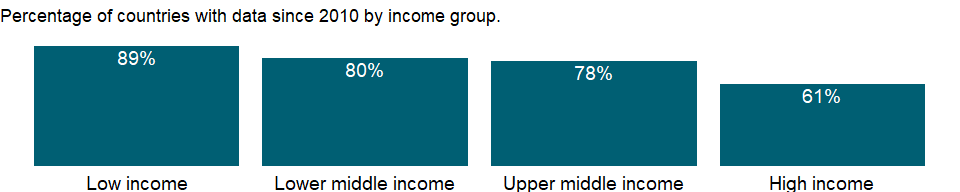 Percentage of countries with data since 2010 by income group.
89%
80%
78%
61%
Low income
Lower middle income
Upper middle income
High income